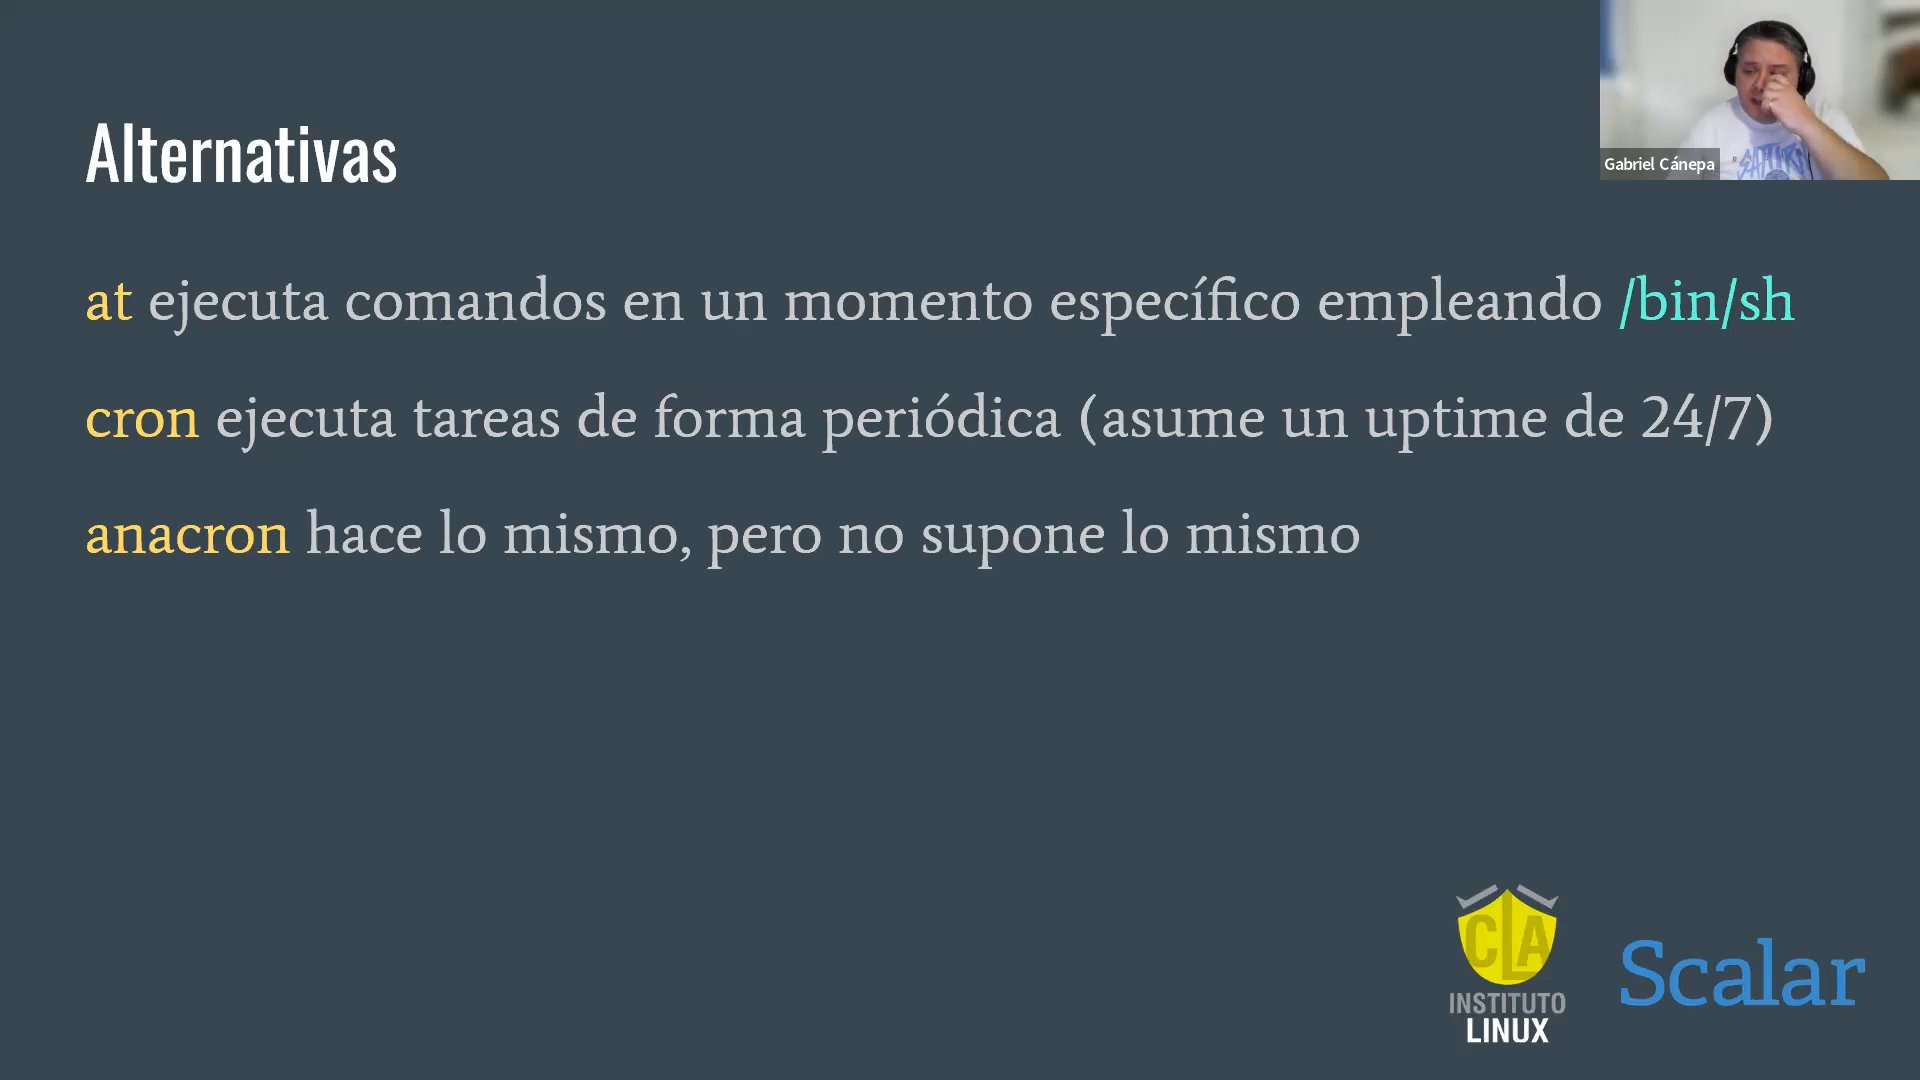 Alternativas
at ejecuta comandos en un momento específico empleando /bin/sh
cron ejecuta tareas de forma periódica (asume un uptime de 24/7)
anacron hace lo mismo, pero no supone lo mismo
Gabriel Cánepa
CLA
INSTITUTO
LINUX
Scalar